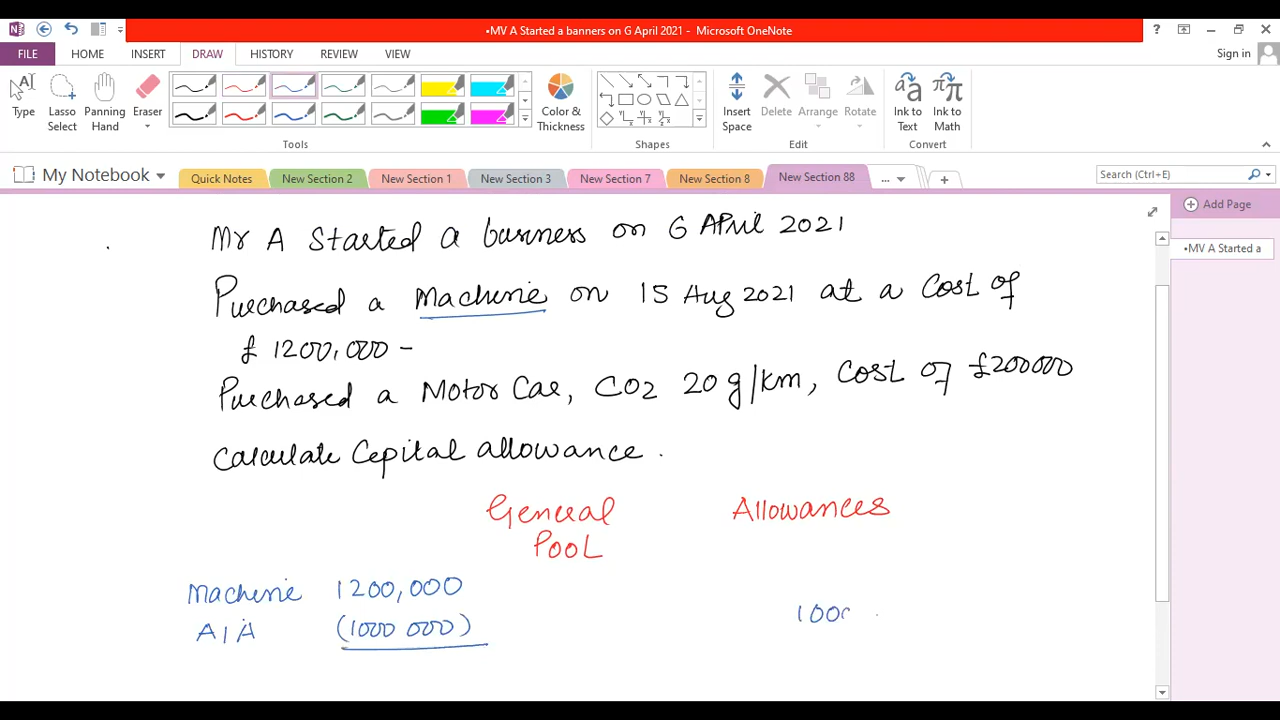 •MV A Started a banners on G April 2021 - Microsoft OneNote
FILE HOME INSERT DRAW HISTORY REVIEW VIEW
Sign in
Type
Lasso Select
Panning Hand
Eraser
Color & Thickness
Insert Space
Delete
Arrange
Rotate
Ink to Text
Ink to Math
Tools
Shapes
Edit
Convert
My Notebook
Quick Notes
New Section 2
New Section 1
New Section 3
New Section 7
New Section 8
New Section 88
...
Search (Ctrl+E)
Add Page
•MV A Started a
Mr A Started a business on 6 April 2021
Purchased a Machine on 15 Aug 2021 at a Cost of
£ 1200,000 -
Purchased a Motor Car, CO2 20 g/km, Cost of £200000
Calculate Cepital allowance.
General Allowances
POOL
Machine 1200,000
AIA (1000 000) 1000